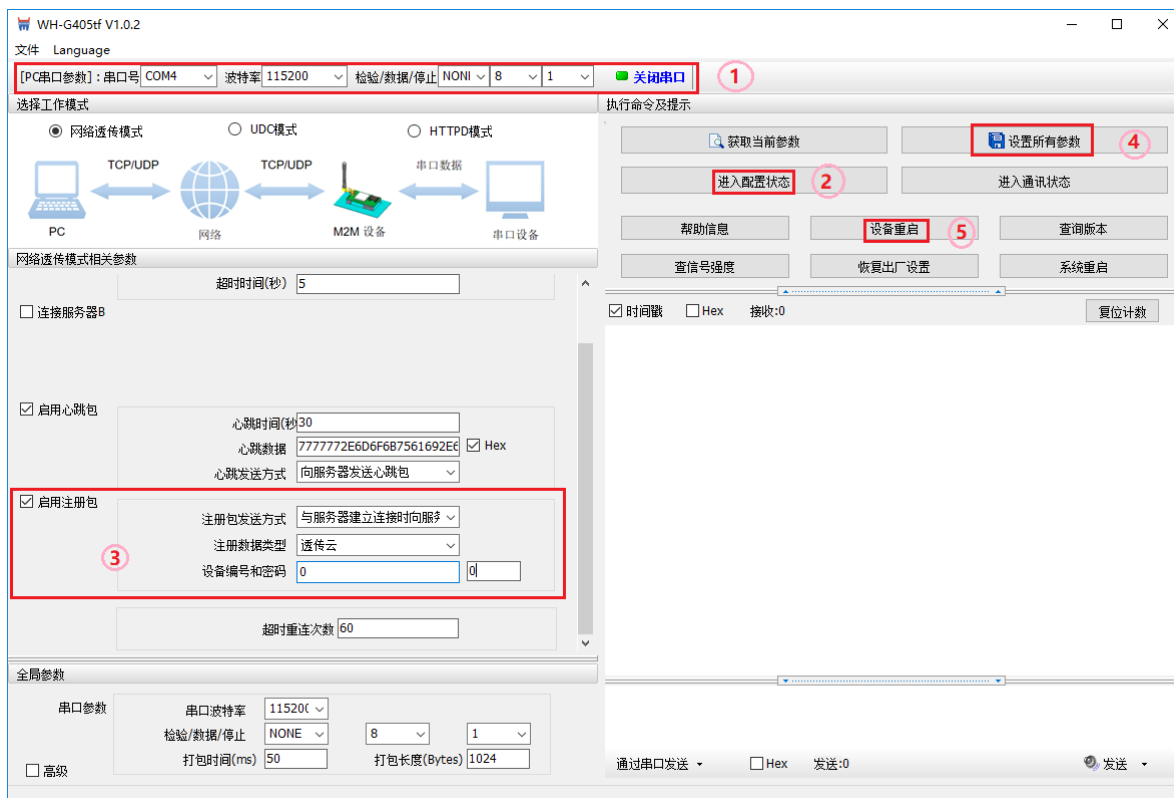 WH-G405tf V1.0.2
文件 Language
[PC串口参数]：串口号 COM4 波特率 115200 检验/数据/停止 NONI 8 1 关闭串口 1
选择工作模式
网络透传模式 UDC模式 HTTPD模式
TCP/UDP TCP/UDP 串口数据
PC 网络 M2M 设备 串口设备
网络透传模式相关参数
超时时间(秒) 5
连接服务器B
启用心跳包
心跳时间(秒 30
心跳数据 7777772E6D6F6B7561692E6 Hex
心跳发送方式 向服务器发送心跳包
启用注册包
注册包发送方式 与服务器建立连接时向服务
注册数据类型 透传云
3
设备编号和密码 0 0
超时重连次数 60
全局参数
串口参数 串口波特率 115200
检验/数据/停止 NONE 8 1
打包时间(ms) 50 打包长度(Bytes) 1024
高级
执行命令及提示
获取当前参数 设置所有参数 4
进入配置状态 2 进入通讯状态
帮助信息 设备重启 5 查询版本
查信号强度 恢复出厂设置 系统重启
时间戳 Hex 接收:0 复位计数
通过串口发送 Hex 发送:0 发送